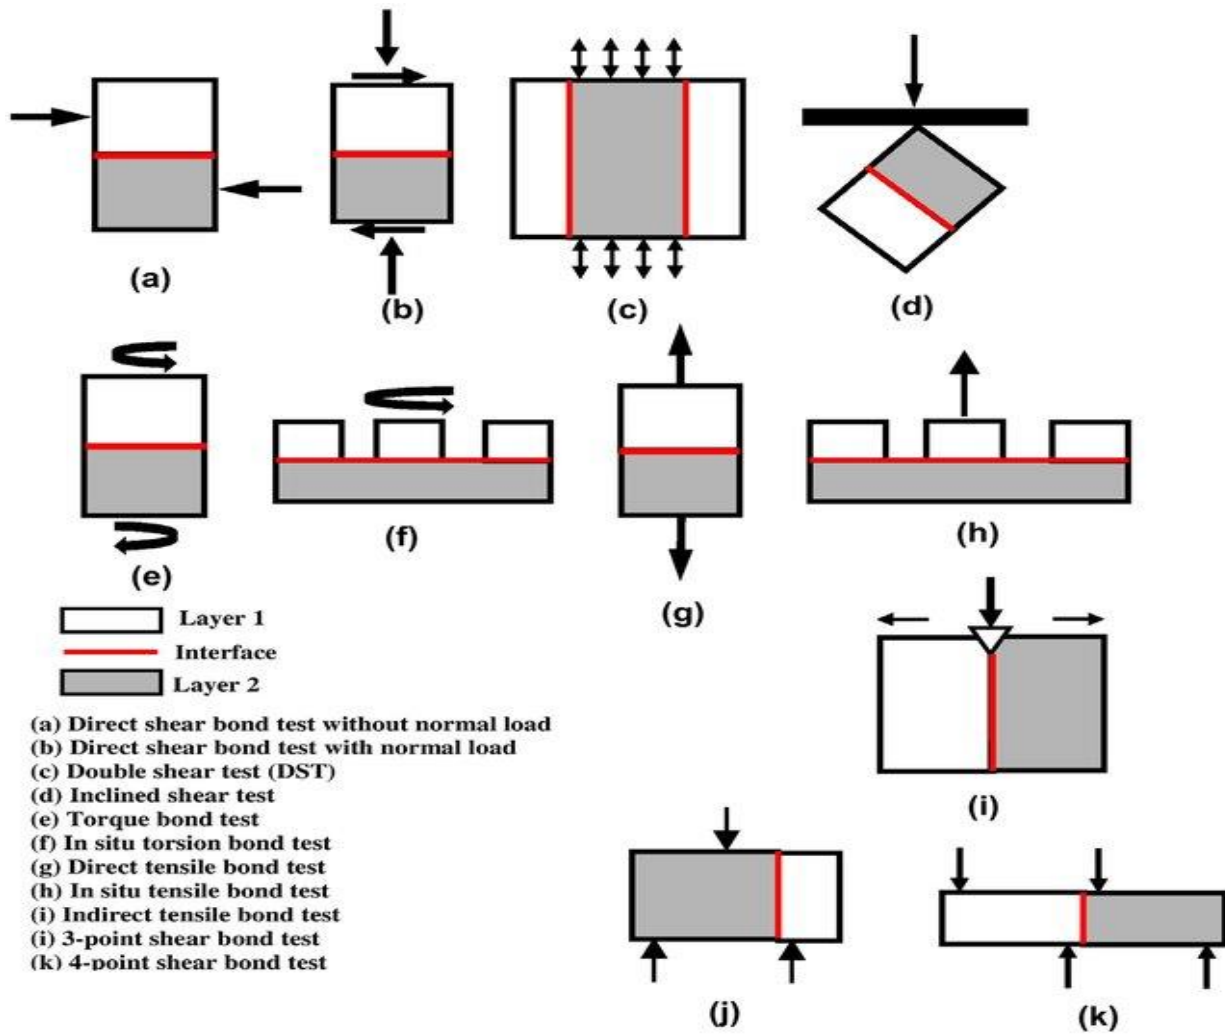 (a)
(b)
(c)
(d)
(e)
(f)
(g)
(h)
Layer 1
Interface
Layer 2
(a) Direct shear bond test without normal load
(b) Direct shear bond test with normal load
(c) Double shear test (DST)
(d) Inclined shear test
(e) Torque bond test
(f) In situ torsion bond test
(g) Direct tensile bond test
(h) In situ tensile bond test
(i) Indirect tensile bond test
(i) 3-point shear bond test
(k) 4-point shear bond test
(i)
(j)
(k)